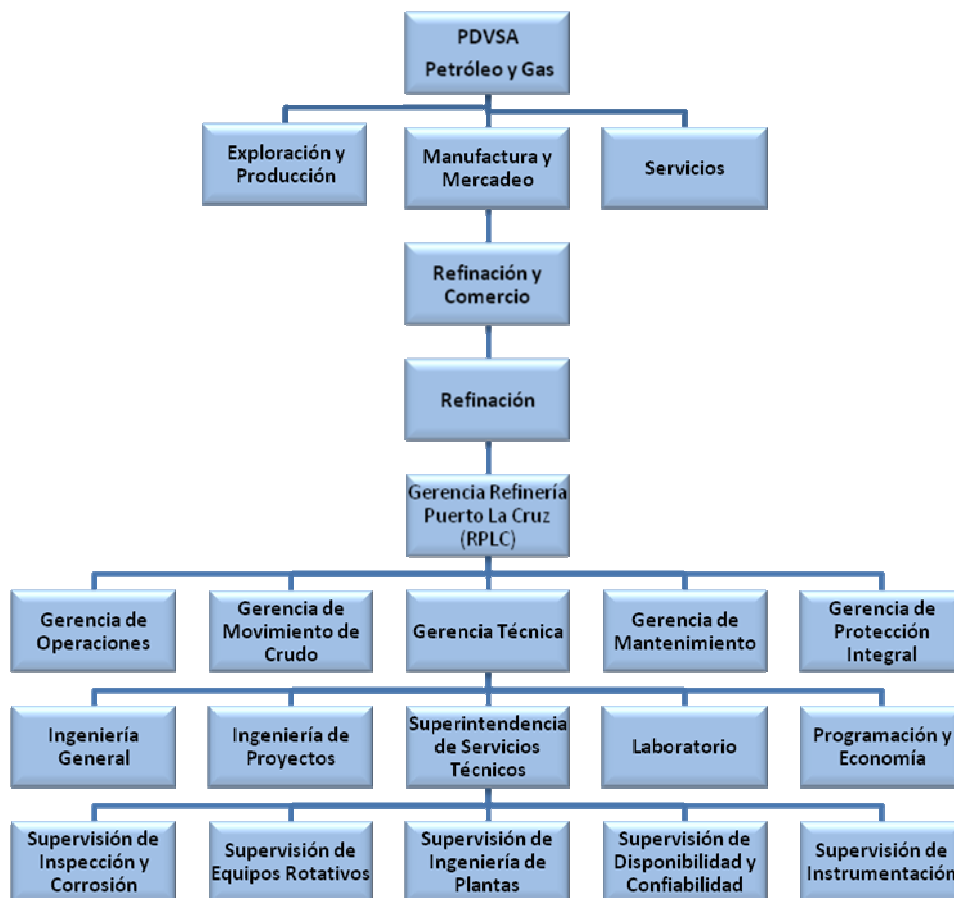 PDVSA
Petróleo y Gas
Exploración y
Producción
Manufactura y
Mercadeo
Servicios
Refinación y
Comercio
Refinación
Gerencia Refinería
Puerto La Cruz
(RPLC)
Gerencia de
Operaciones
Gerencia de
Movimiento de
Crudo
Gerencia Técnica
Gerencia de
Mantenimiento
Gerencia de
Protección
Integral
Ingeniería
General
Ingeniería de
Proyectos
Superintendencia
de Servicios
Técnicos
Laboratorio
Programación y
Economía
Supervisión de
Inspección y
Corrosión
Supervisión de
Equipos Rotativos
Supervisión de
Ingeniería de
Plantas
Supervisión de
Disponibilidad y
Confiabilidad
Supervisión de
Instrumentación